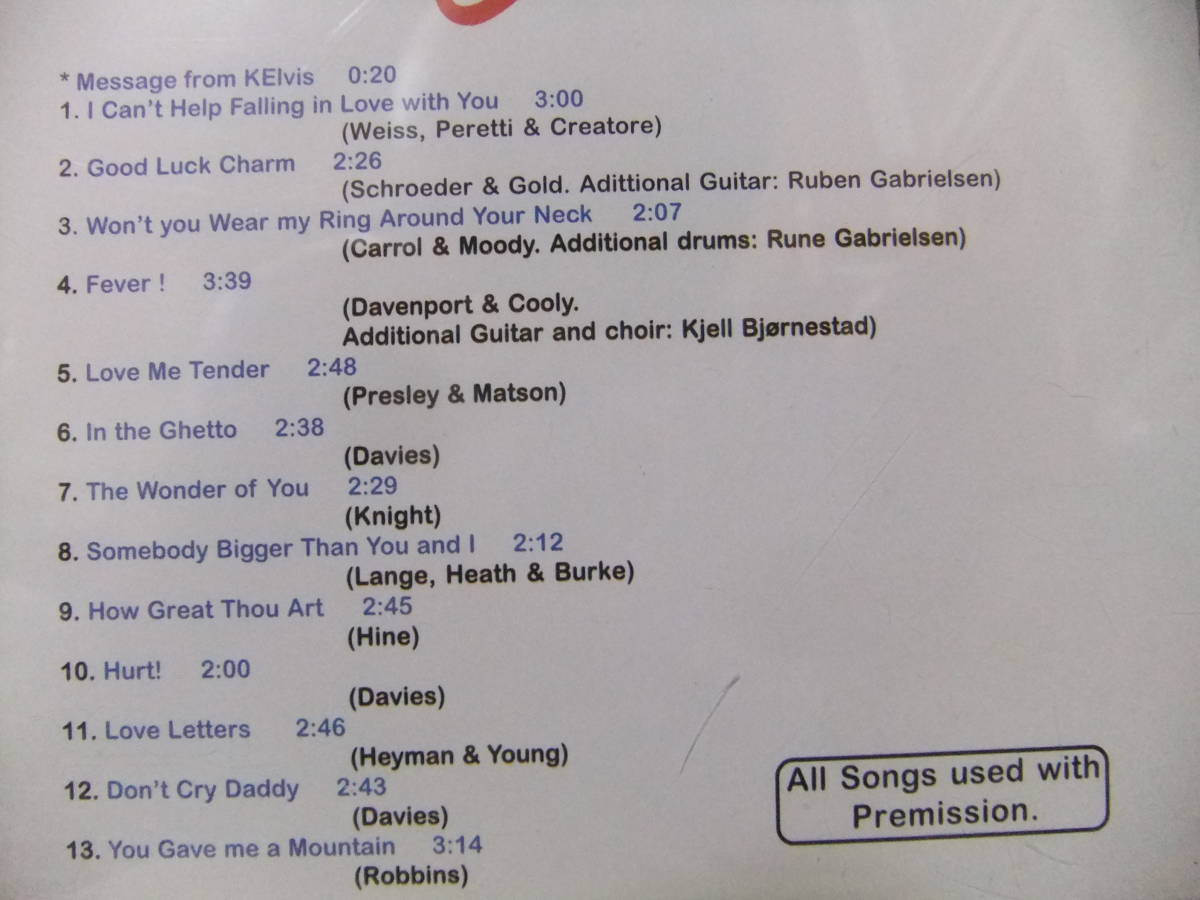 * Message from KElvis 0:20
1. I Can't Help Falling in Love with You 3:00
(Weiss, Peretti & Creatore)
2. Good Luck Charm 2:26
(Schroeder & Gold. Adittional Guitar: Ruben Gabrielsen)
3. Won't you Wear my Ring Around Your Neck 2:07
(Carrol & Moody. Additional drums: Rune Gabrielsen)
4. Fever ! 3:39
(Davenport & Cooly.
Additional Guitar and choir: Kjell Bjørnestad)
5. Love Me Tender 2:48
(Presley & Matson)
6. In the Ghetto 2:38
(Davies)
7. The Wonder of You 2:29
(Knight)
8. Somebody Bigger Than You and I 2:12
(Lange, Heath & Burke)
9. How Great Thou Art 2:45
(Hine)
10. Hurt! 2:00
(Davies)
11. Love Letters 2:46
(Heyman & Young)
12. Don't Cry Daddy 2:43
(Davies)
13. You Gave me a Mountain 3:14
(Robbins)
All Songs used with
Premission.